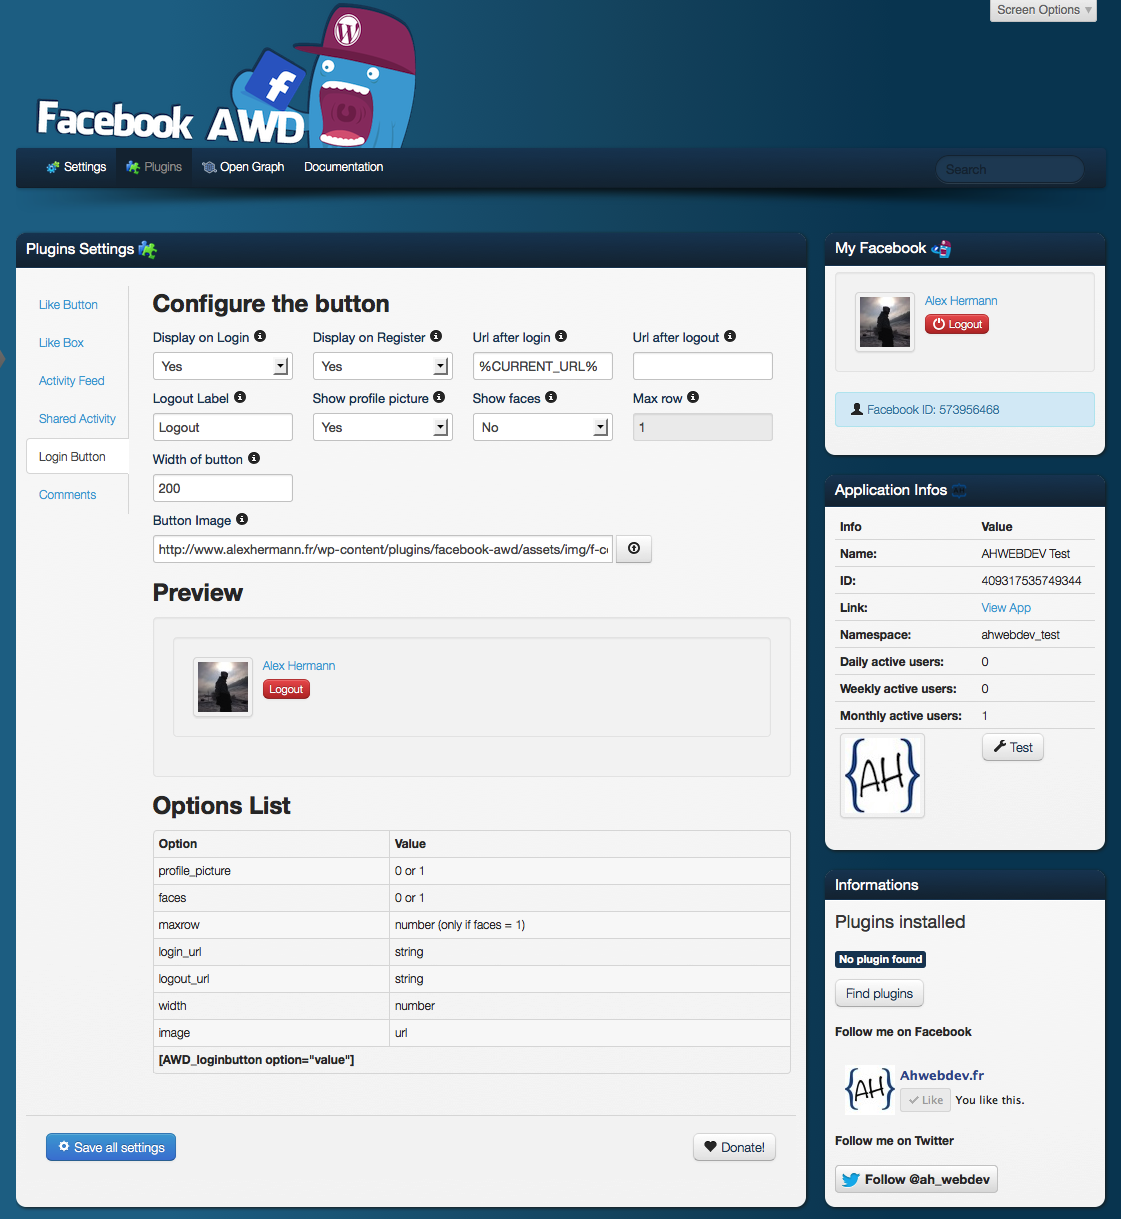 Screen Options
Facebook AWD
Settings Plugins Open Graph Documentation Search
Plugins Settings
Like Button
Like Box
Activity Feed
Shared Activity
Login Button
Comments
Configure the button
Display on Login Display on Register Url after login Url after logout
Yes Yes %CURRENT_URL%
Logout Label Show profile picture Show faces Max row
Logout Yes No 1
Width of button
200
Button Image
http://www.alexhermann.fr/wp-content/plugins/facebook-awd/assets/img/f-c
Preview
Alex Hermann
Logout
Options List
Option Value
profile_picture 0 or 1
faces 0 or 1
maxrow number (only if faces = 1)
login_url string
logout_url string
width number
image url
[AWD_loginbutton option="value"]
Save all settings Donate!
My Facebook
Alex Hermann
Logout
Facebook ID: 573956468
Application Infos
Info Value
Name: AHWEBDEV Test
ID: 409317535749344
Link: View App
Namespace: ahwebdev_test
Daily active users: 0
Weekly active users: 0
Monthly active users: 1
{AH} Test
Informations
Plugins installed
No plugin found
Find plugins
Follow me on Facebook
{AH} Ahwebdev.fr
Like You like this.
Follow me on Twitter
Follow @ah_webdev